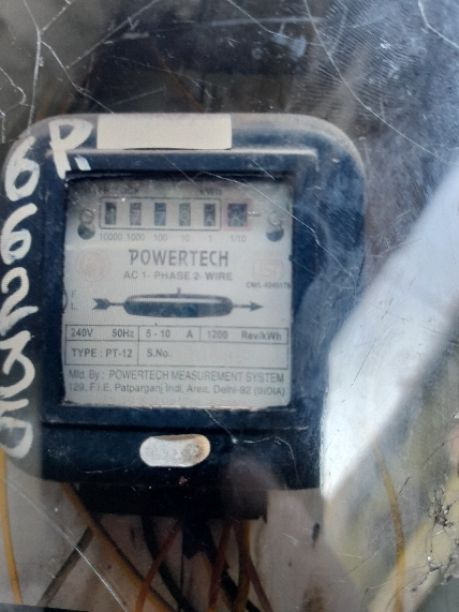 kWh
10000 1000 100 10 1 1/10
POWERTECH
AC 1- PHASE 2- WIRE
240V 50Hz 5 - 10 A 1200 Rev/kWh
TYPE : PT-12 S.No.
Mfd. By : POWERTECH MEASUREMENT SYSTEM
129, F.I.E. Patparganj Indl. Area, Delhi-92 (INDIA)